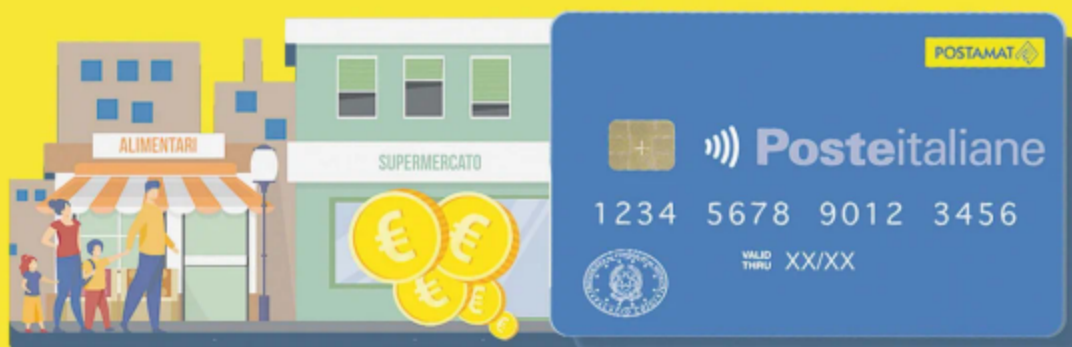 ALIMENTARI
SUPERMERCATO
POSTAMAT
Posteitaliane
1234 5678 9012 3456
VALID
THRU XX/XX
€
€
€
€
€